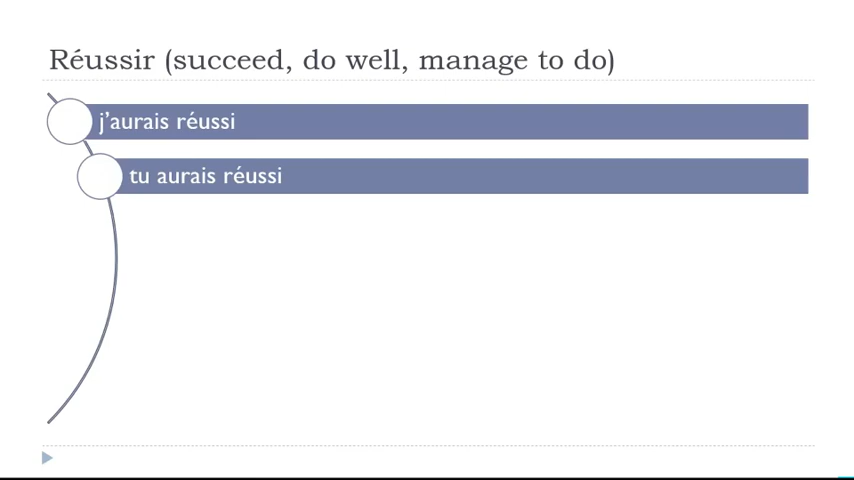 Réussir (succeed, do well, manage to do)
j’aurais réussi
tu aurais réussi